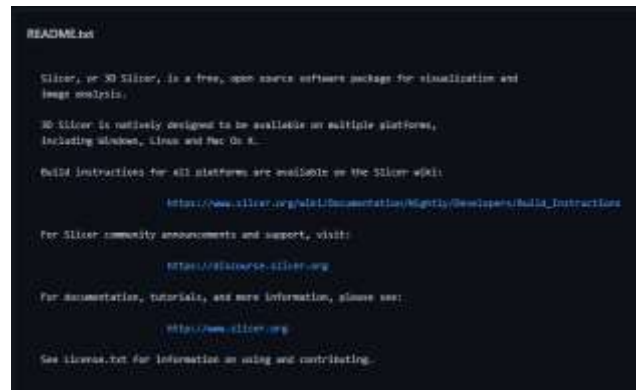 README.txt
Slicer, or 3D Slicer, is a free, open source software package for visualization and
image analysis.
3D Slicer is natively designed to be available on multiple platforms,
including Windows, Linux and Mac Os X.
Build instructions for all platforms are available on the Slicer wiki:
https://www.slicer.org/wiki/Documentation/Nightly/Developers/Build_Instructions
For Slicer community announcements and support, visit:
https://discourse.slicer.org
For documentation, tutorials, and more information, please see:
http://www.slicer.org
See License.txt for information on using and contributing.